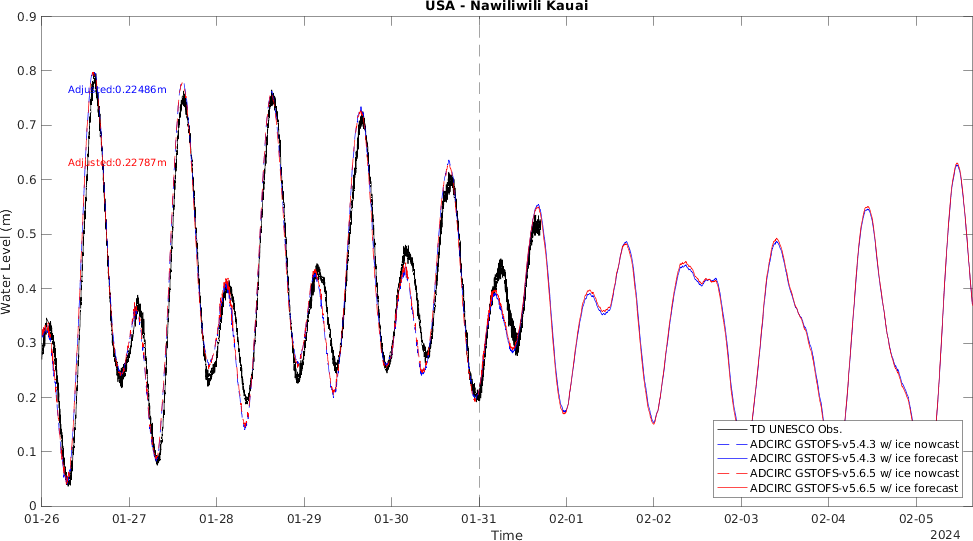 USA - Nawiliwili Kauai
0.9
0.8
0.7
0.6
0.5
0.4
0.3
0.2
0.1
0
Water Level (m)
Adjusted:0.22486m
Adjusted:0.22787m
TD UNESCO Obs.
ADCIRC GSTOFS-v5.4.3 w/ ice nowcast
ADCIRC GSTOFS-v5.4.3 w/ ice forecast
ADCIRC GSTOFS-v5.6.5 w/ ice nowcast
ADCIRC GSTOFS-v5.6.5 w/ ice forecast
01-26 01-27 01-28 01-29 01-30 01-31 02-01 02-02 02-03 02-04 02-05
Time
2024